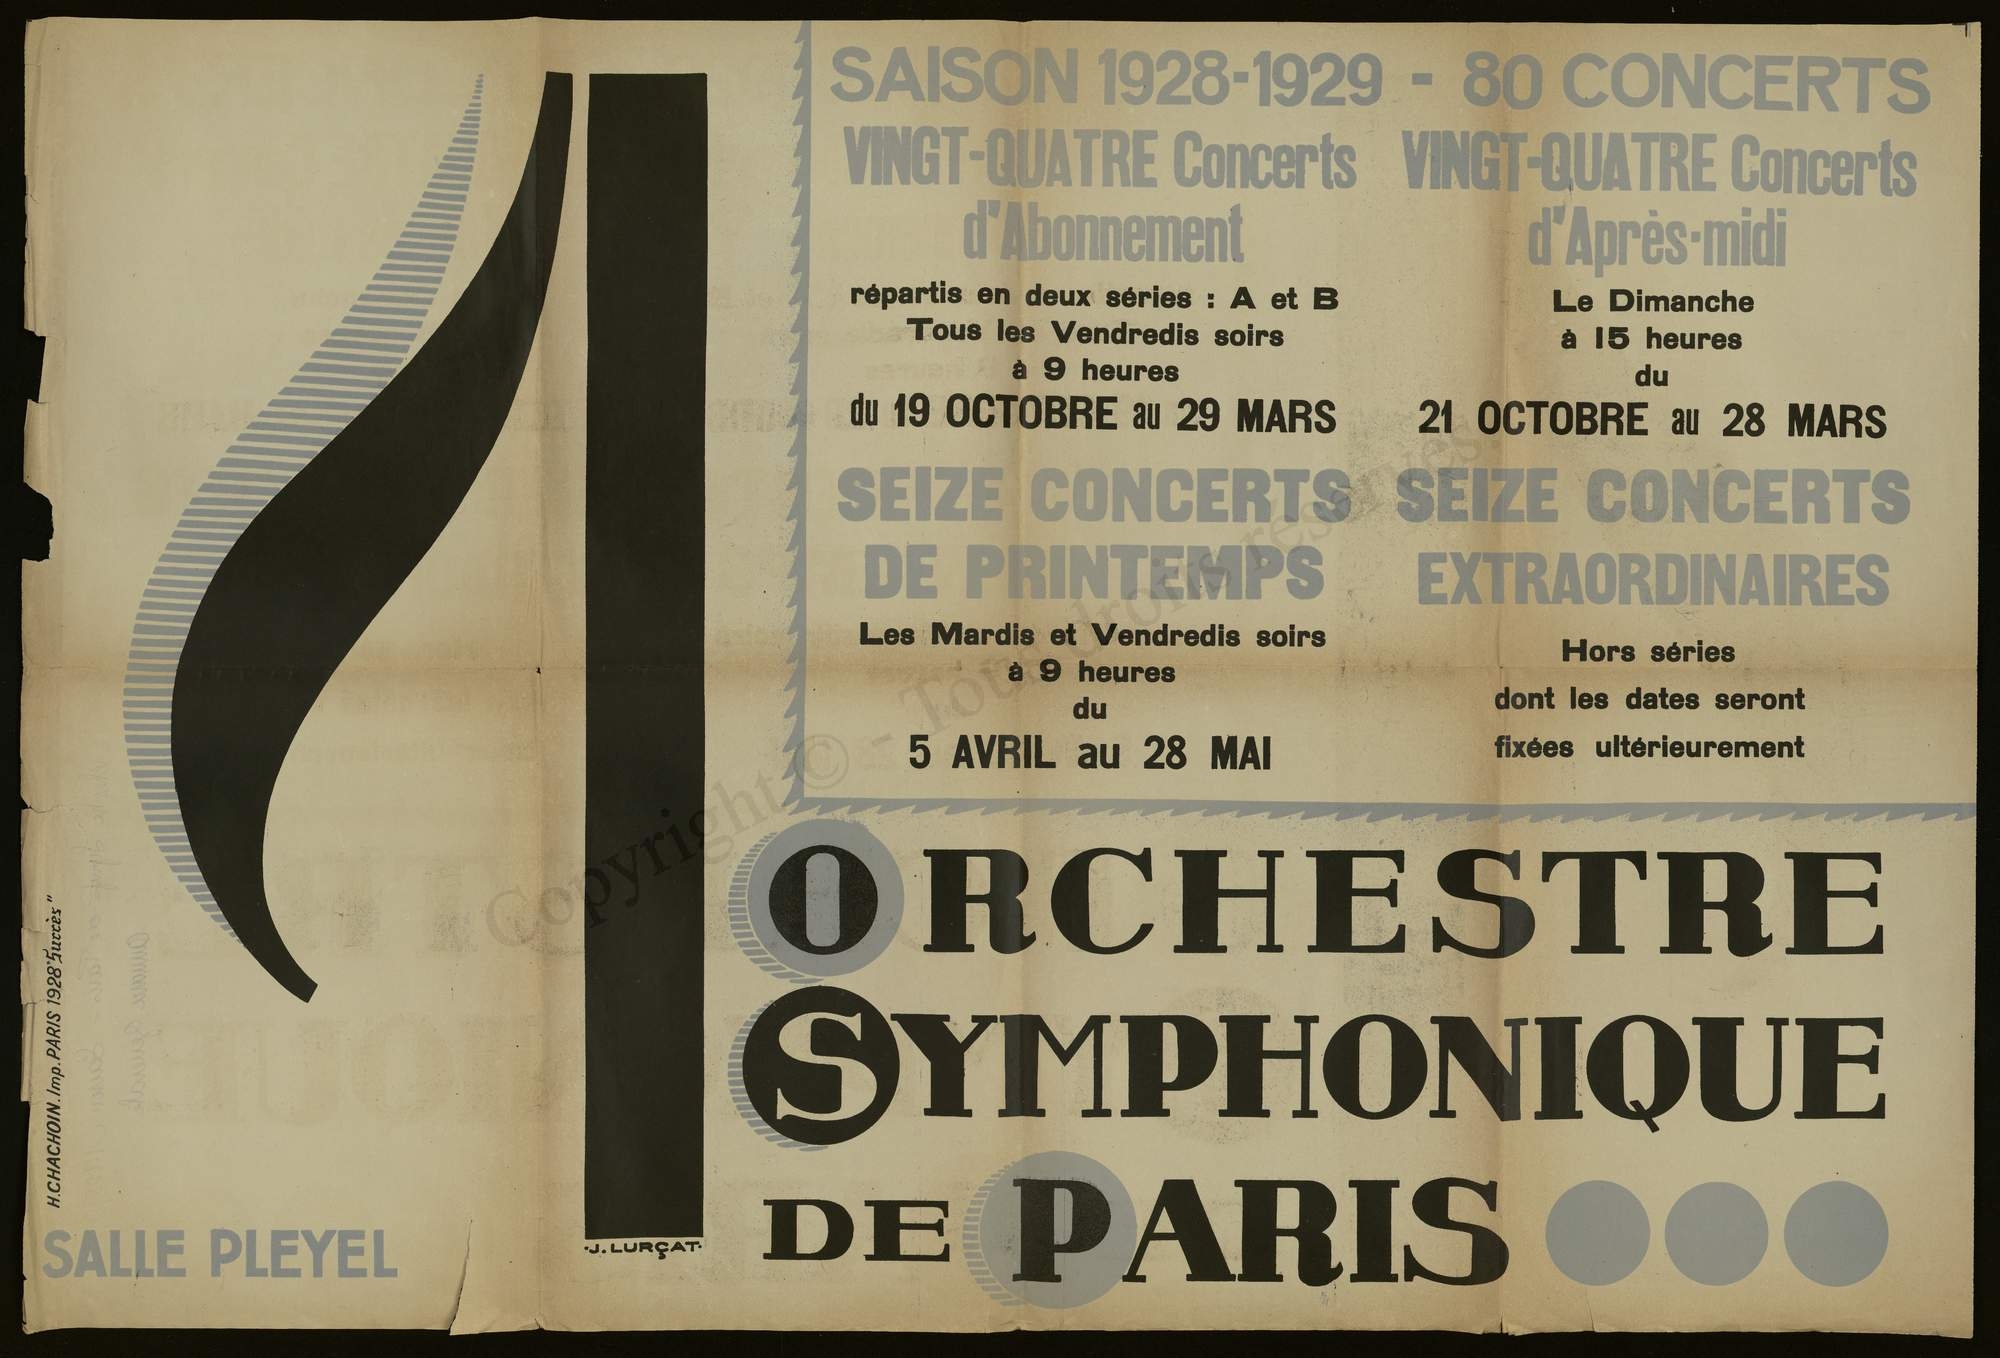 SAISON 1928-1929 - 80 CONCERTS
VINGT-QUATRE Concerts
d'Abonnement
répartis en deux séries : A et B
Tous les Vendredis soirs
à 9 heures
du 19 OCTOBRE au 29 MARS
VINGT-QUATRE Concerts
d'Après-midi
Le Dimanche
à 15 heures
du
21 OCTOBRE au 28 MARS
SEIZE CONCERTS
DE PRINTEMPS
Les Mardis et Vendredis soirs
à 9 heures
du
5 AVRIL au 28 MAI
SEIZE CONCERTS
EXTRAORDINAIRES
Hors séries
dont les dates seront
fixées ultérieurement
ORCHESTRE
SYMPHONIQUE
DE PARIS
·J. LURÇAT·
SALLE PLEYEL
H.CHACHOIN.Imp.PARIS 1928 "Succès"
Copyright © - Tous droits réservés.